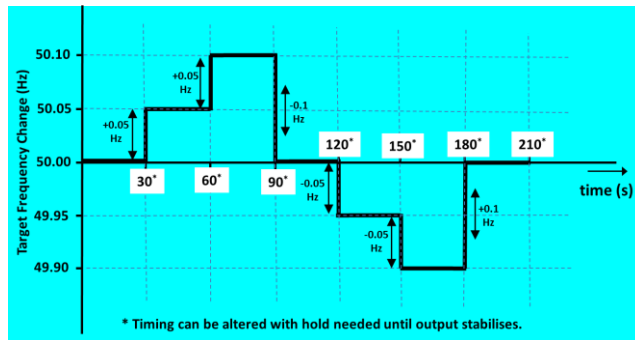 Target Frequency Change (Hz)
50.10
50.05
50.00
49.95
49.90
+0.05
Hz
+0.05
Hz
-0.1
Hz
-0.05
Hz
-0.05
Hz
+0.1
Hz
30*
60*
90*
120*
150*
180*
210*
time (s)
* Timing can be altered with hold needed until output stabilises.